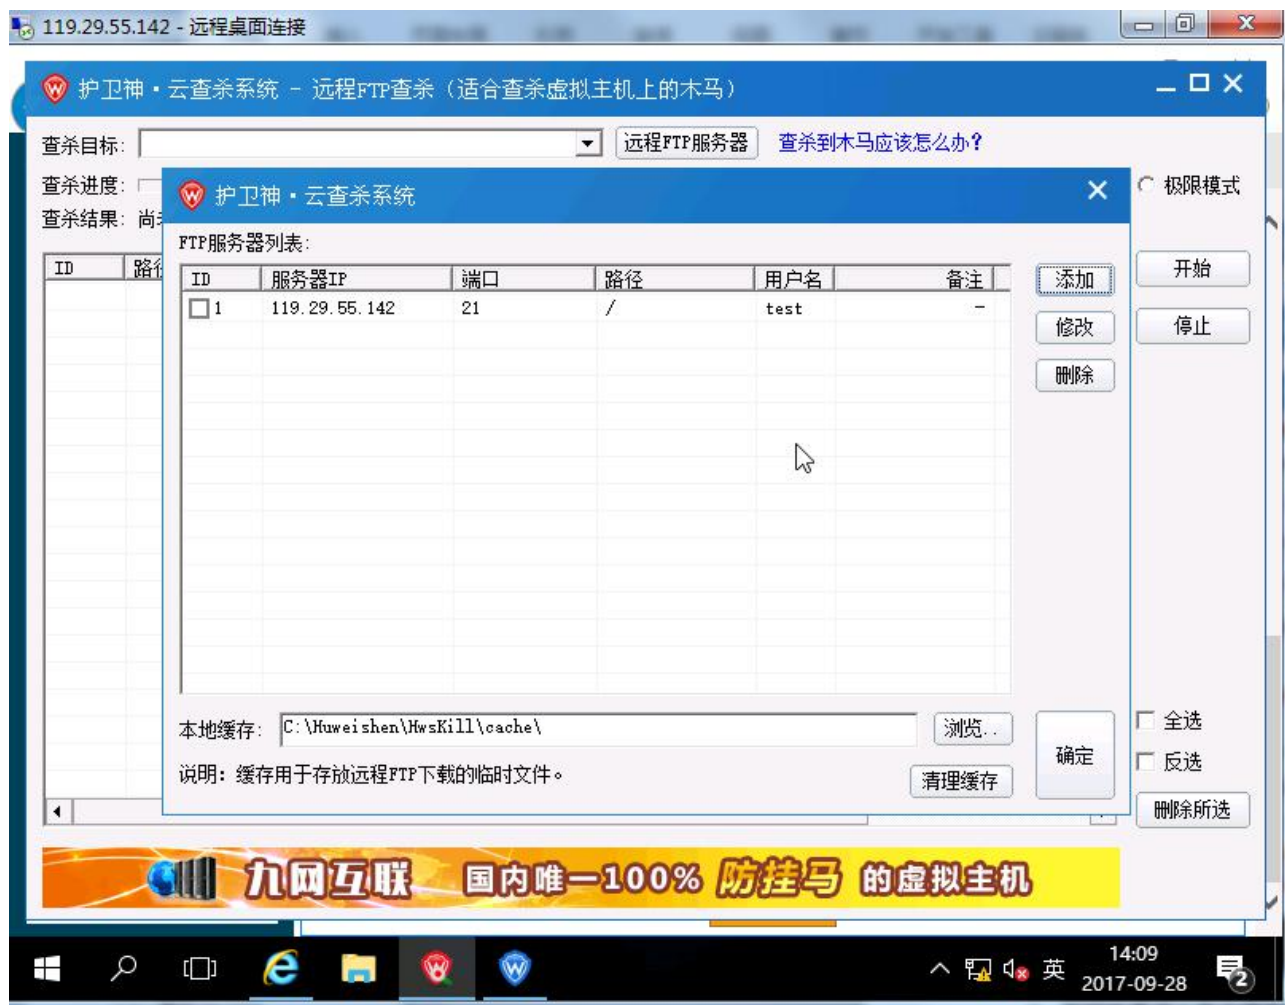 119.29.55.142 - 远程桌面连接
护卫神·云查杀系统 - 远程FTP查杀（适合查杀虚拟主机上的木马）
查杀目标: 远程FTP服务器 查杀到木马应该怎么办?
查杀进度: 极限模式
查杀结果: 尚
ID 路径
开始
停止
护卫神·云查杀系统
FTP服务器列表:
ID 服务器IP 端口 路径 用户名 备注
1 119.29.55.142 21 / test -
添加
修改
删除
本地缓存: C:\Huweishen\HwsKill\cache\ 浏览..
说明: 缓存用于存放远程FTP下载的临时文件。
清理缓存
确定
全选
反选
删除所选
九网互联 国内唯一100% 防挂马 的虚拟主机
英 14:09
2017-09-28
2